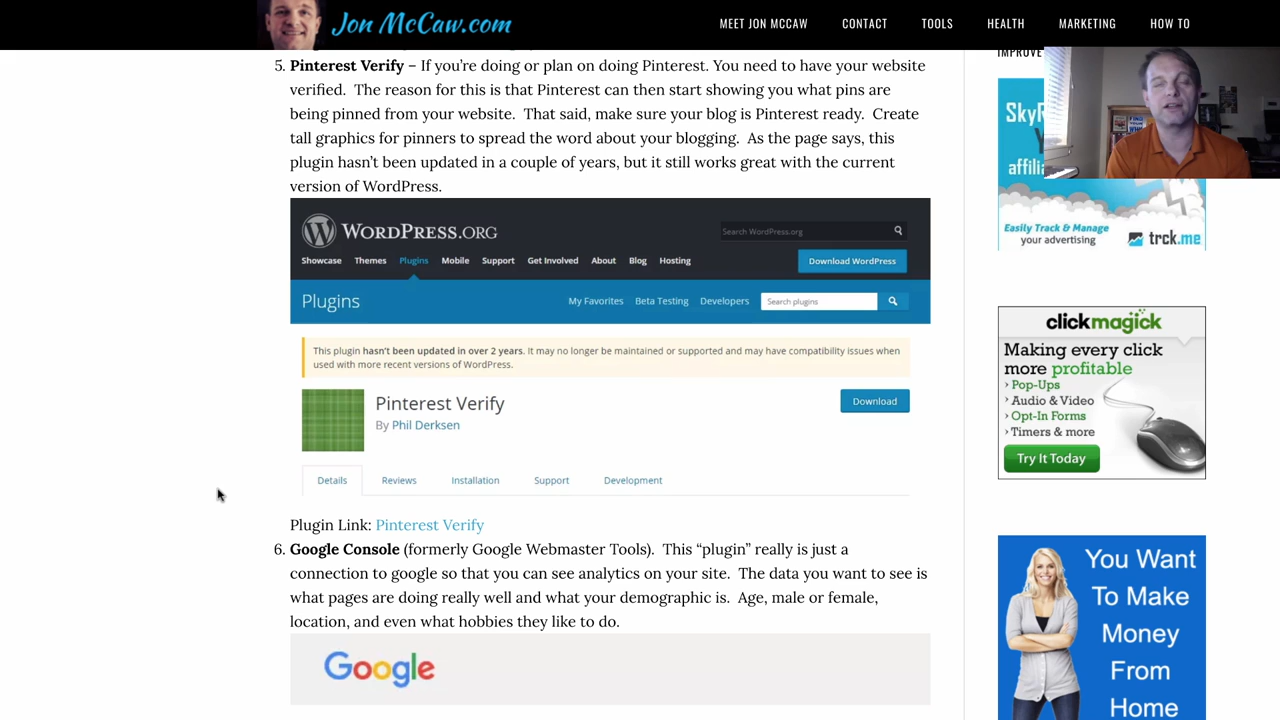 Jon McCaw.com
MEET JON MCCAW CONTACT TOOLS HEALTH MARKETING HOW TO
5. Pinterest Verify – If you’re doing or plan on doing Pinterest. You need to have your website
verified. The reason for this is that Pinterest can then start showing you what pins are
being pinned from your website. That said, make sure your blog is Pinterest ready. Create
tall graphics for pinners to spread the word about your blogging. As the page says, this
plugin hasn’t been updated in a couple of years, but it still works great with the current
version of WordPress.
WORDPRESS.ORG
Search WordPress.org
Showcase Themes Plugins Mobile Support Get Involved About Blog Hosting
Download WordPress
Plugins
My Favorites Beta Testing Developers
Search plugins
This plugin hasn’t been updated in over 2 years. It may no longer be maintained or supported and may have compatibility issues when
used with more recent versions of WordPress.
Pinterest Verify
By Phil Derksen
Download
Details Reviews Installation Support Development
Plugin Link: Pinterest Verify
6. Google Console (formerly Google Webmaster Tools). This “plugin” really is just a
connection to google so that you can see analytics on your site. The data you want to see is
what pages are doing really well and what your demographic is. Age, male or female,
location, and even what hobbies they like to do.
Google
IMPROVE
affili
Easily Track & Manage
your advertising
trck.me
clickmagick
Making every click
more profitable
› Pop-Ups
› Audio & Video
› Opt-In Forms
› Timers & more
Try It Today
You Want
To Make
Money
From
Home